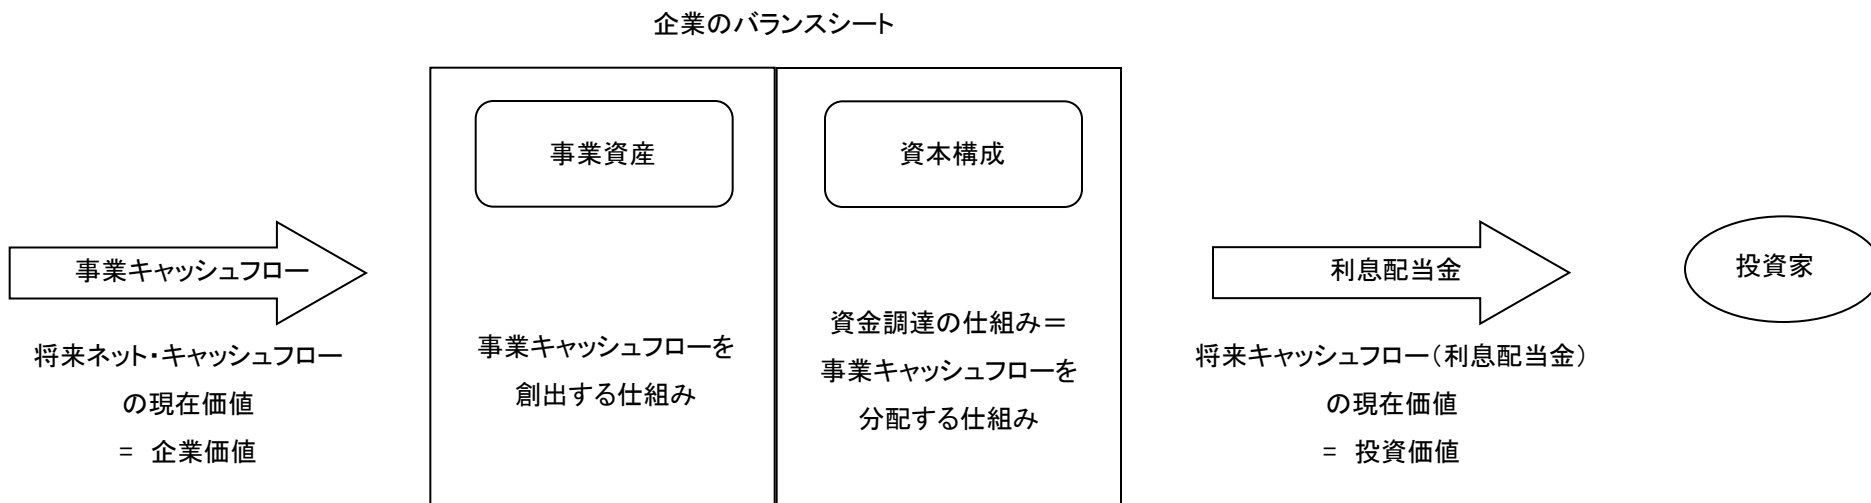 企業のバランスシート
事業資産
資本構成
事業キャッシュフロー
将来ネット・キャッシュフロー
の現在価値
= 企業価値
事業キャッシュフローを
創出する仕組み
資金調達の仕組み＝
事業キャッシュフローを
分配する仕組み
利息配当金
将来キャッシュフロー（利息配当金）
の現在価値
= 投資価値
投資家